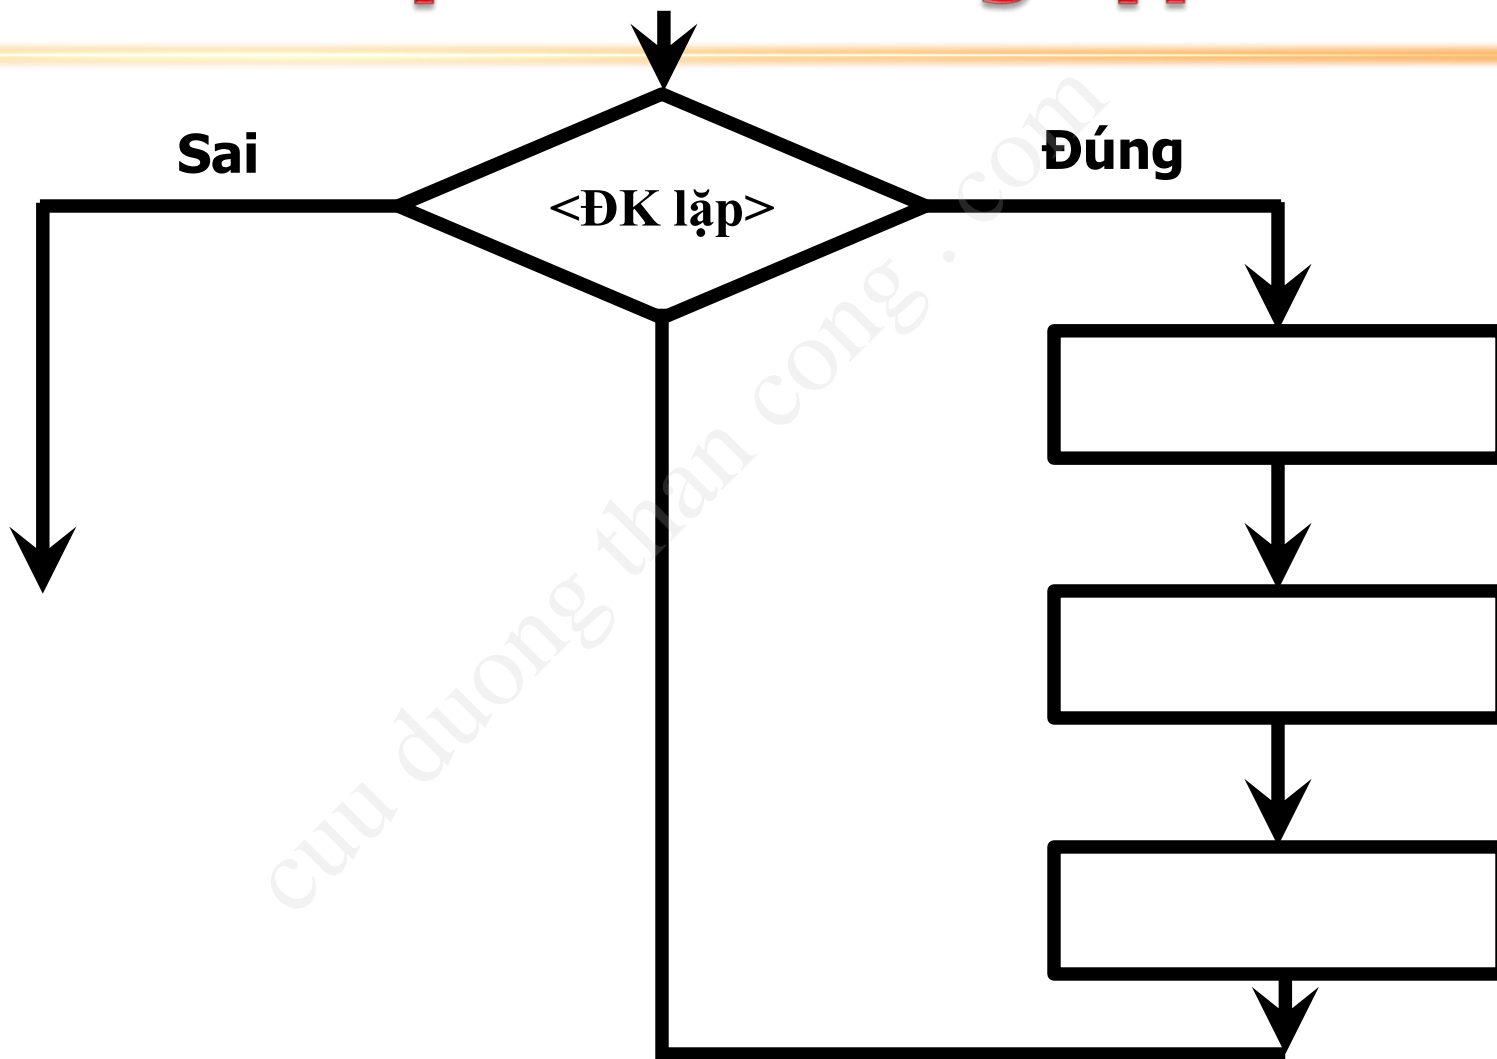 Sai
Đúng
<ĐK lặp>
cuu duong than cong . com